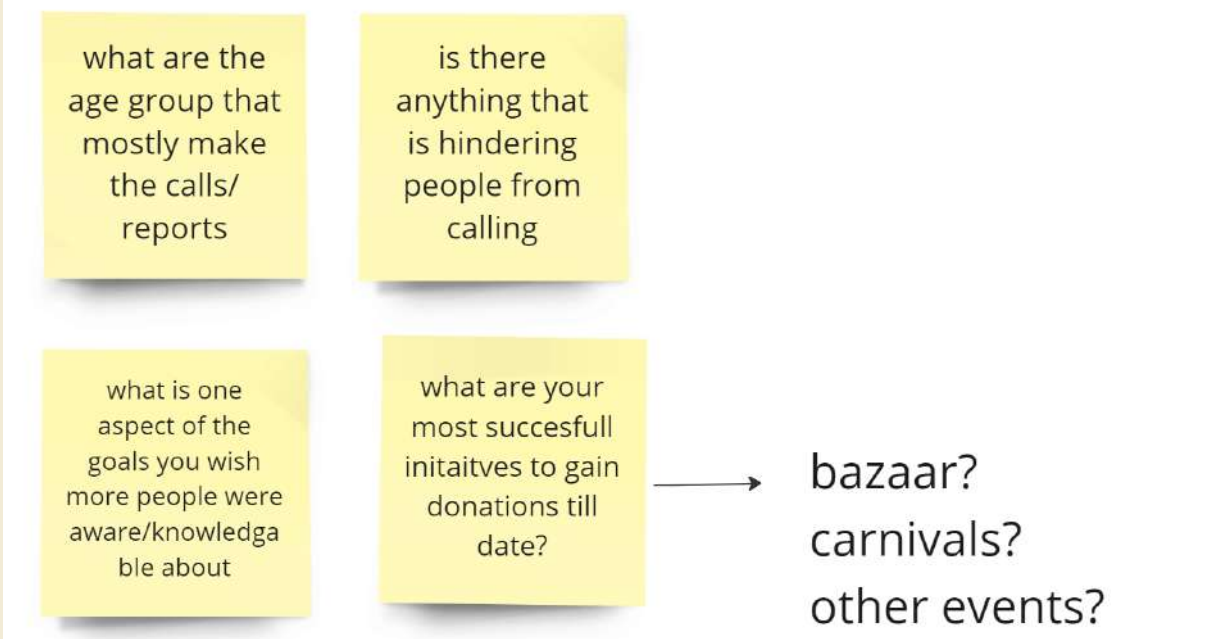 what are the
age group that
mostly make
the calls/
reports
is there
anything that
is hindering
people from
calling
what is one
aspect of the
goals you wish
more people were
aware/knowledga
ble about
what are your
most succesfull
initaitves to gain
donations till
date?
bazaar?
carnivals?
other events?